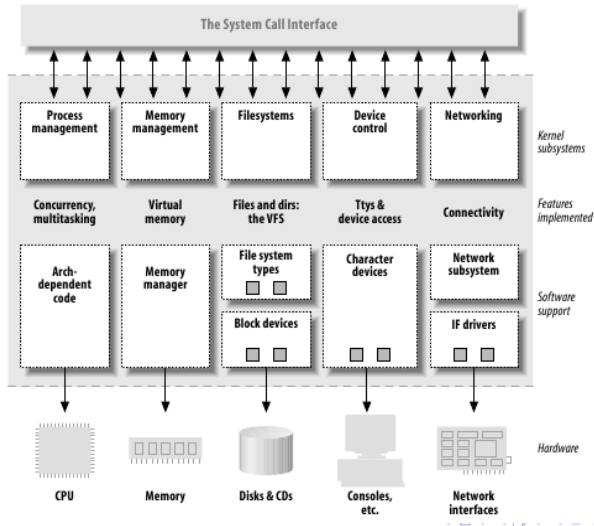 The System Call Interface
Process
management
Memory
management
Filesystems
Device
control
Networking
Kernel
subsystems
Concurrency,
multitasking
Virtual
memory
Files and dirs:
the VFS
Ttys &
device access
Connectivity
Features
implemented
Arch-
dependent
code
Memory
manager
File system
types
Block devices
Character
devices
Network
subsystem
IF drivers
Software
support
Hardware
CPU
Memory
Disks & CDs
Consoles,
etc.
Network
interfaces